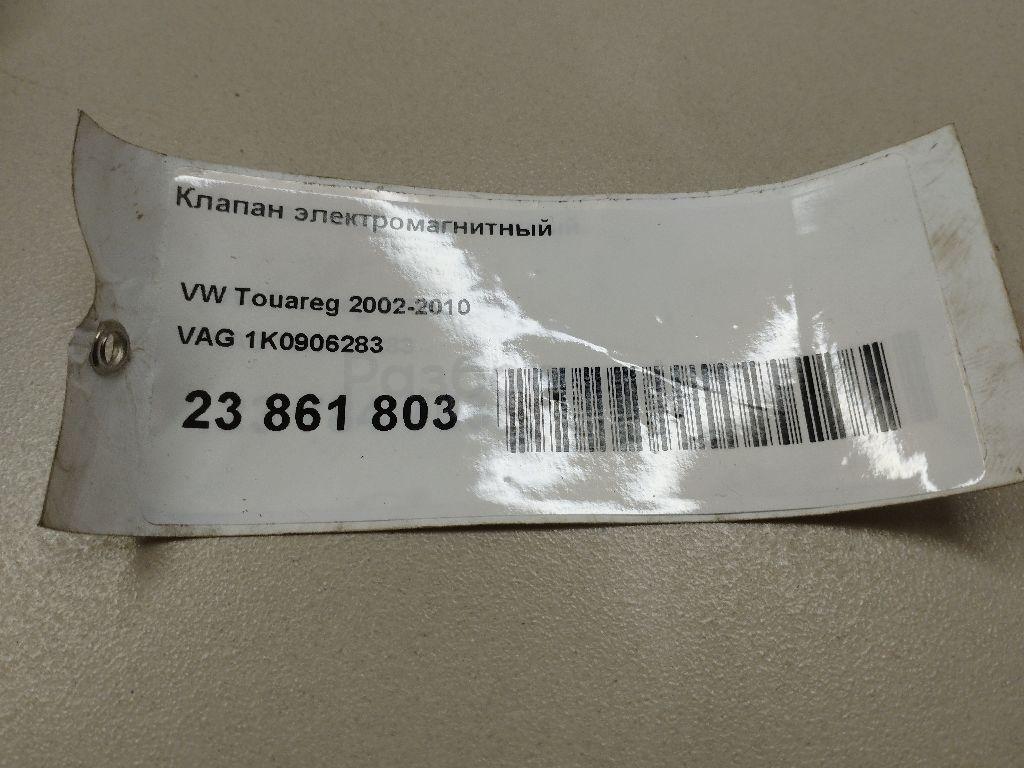 Клапан электромагнитный
VW Touareg 2002-2010
VAG 1K0906283
23 861 803